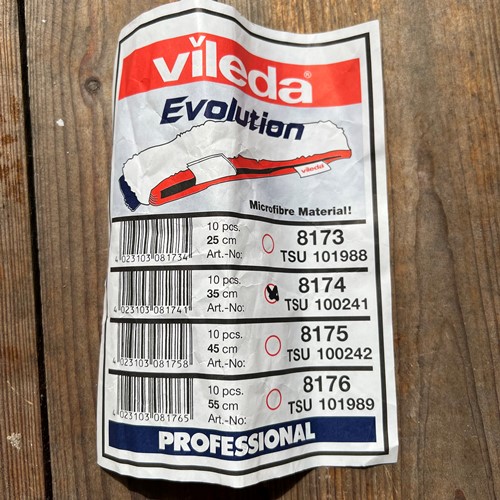 vileda®
Evolution
vileda
Microfibre Material!
10 pcs.
25 cm 8173
Art.-No: TSU 101988
4 023103 081734
10 pcs.
35 cm 8174
Art.-No: TSU 100241
4 023103 081741
10 pcs.
45 cm 8175
Art.-No: TSU 100242
4 023103 081758
10 pcs.
55 cm 8176
Art.-No: TSU 101989
4 023103 081765
PROFESSIONAL